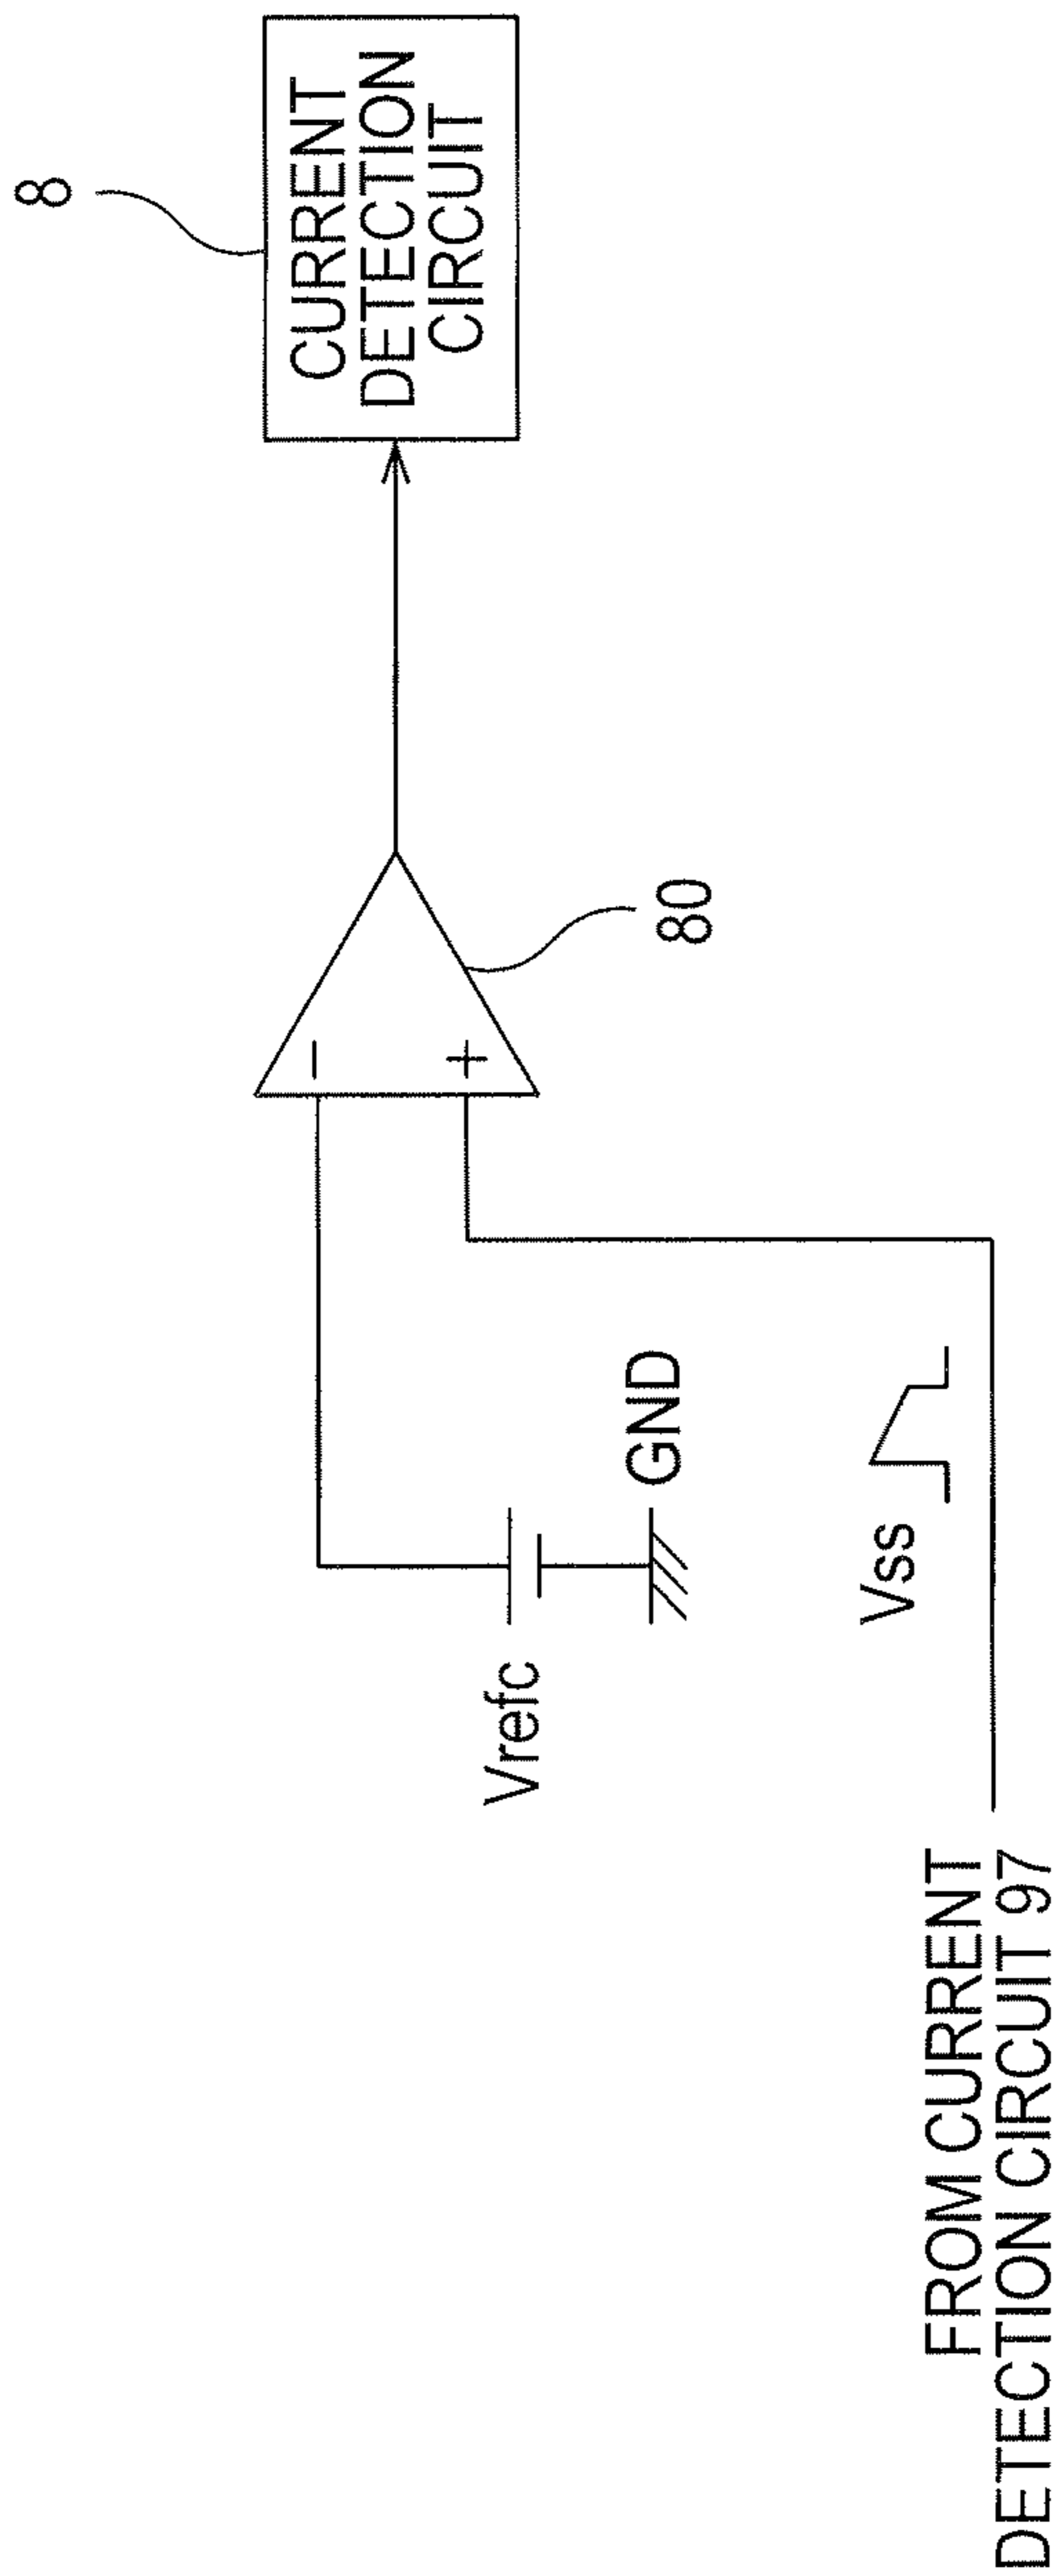 8
CURRENT
DETECTION
CIRCUIT
−
+
80
Vrefc
GND
Vss
FROM CURRENT
DETECTION CIRCUIT 97